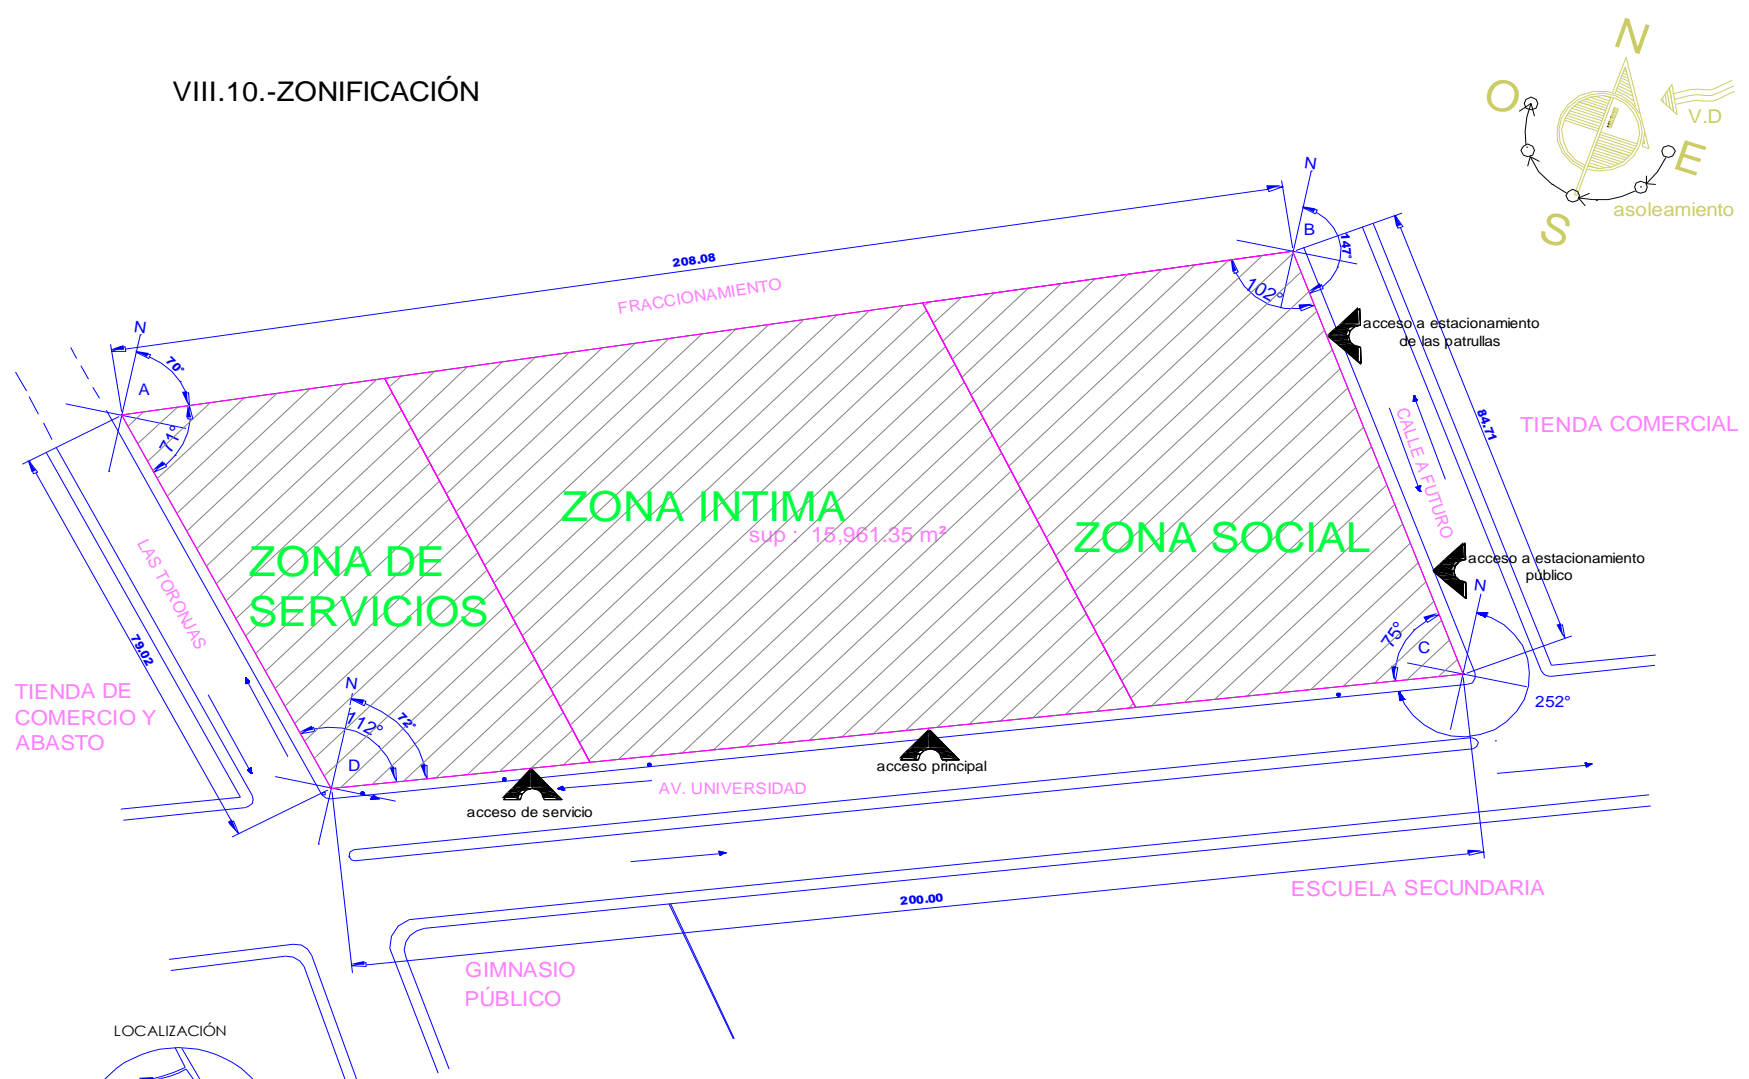 VIII.10.-ZONIFICACIÓN
N
O
V.D
E
S
asoleamiento
N
B
147°
208.08
FRACCIONAMIENTO
102°
N
70°
A
71°
acceso a estacionamiento
de las patrullas
84.71
TIENDA COMERCIAL
CALLE A FUTURO
ZONA INTIMA
sup : 15,961.35 m²
ZONA SOCIAL
ZONA DE
SERVICIOS
LAS TORONJAS
79.02
acceso a estacionamiento
público
N
75°
C
252°
TIENDA DE
COMERCIO Y
ABASTO
N
112°
72°
D
acceso principal
AV. UNIVERSIDAD
acceso de servicio
200.00
ESCUELA SECUNDARIA
GIMNASIO
PÚBLICO
LOCALIZACIÓN